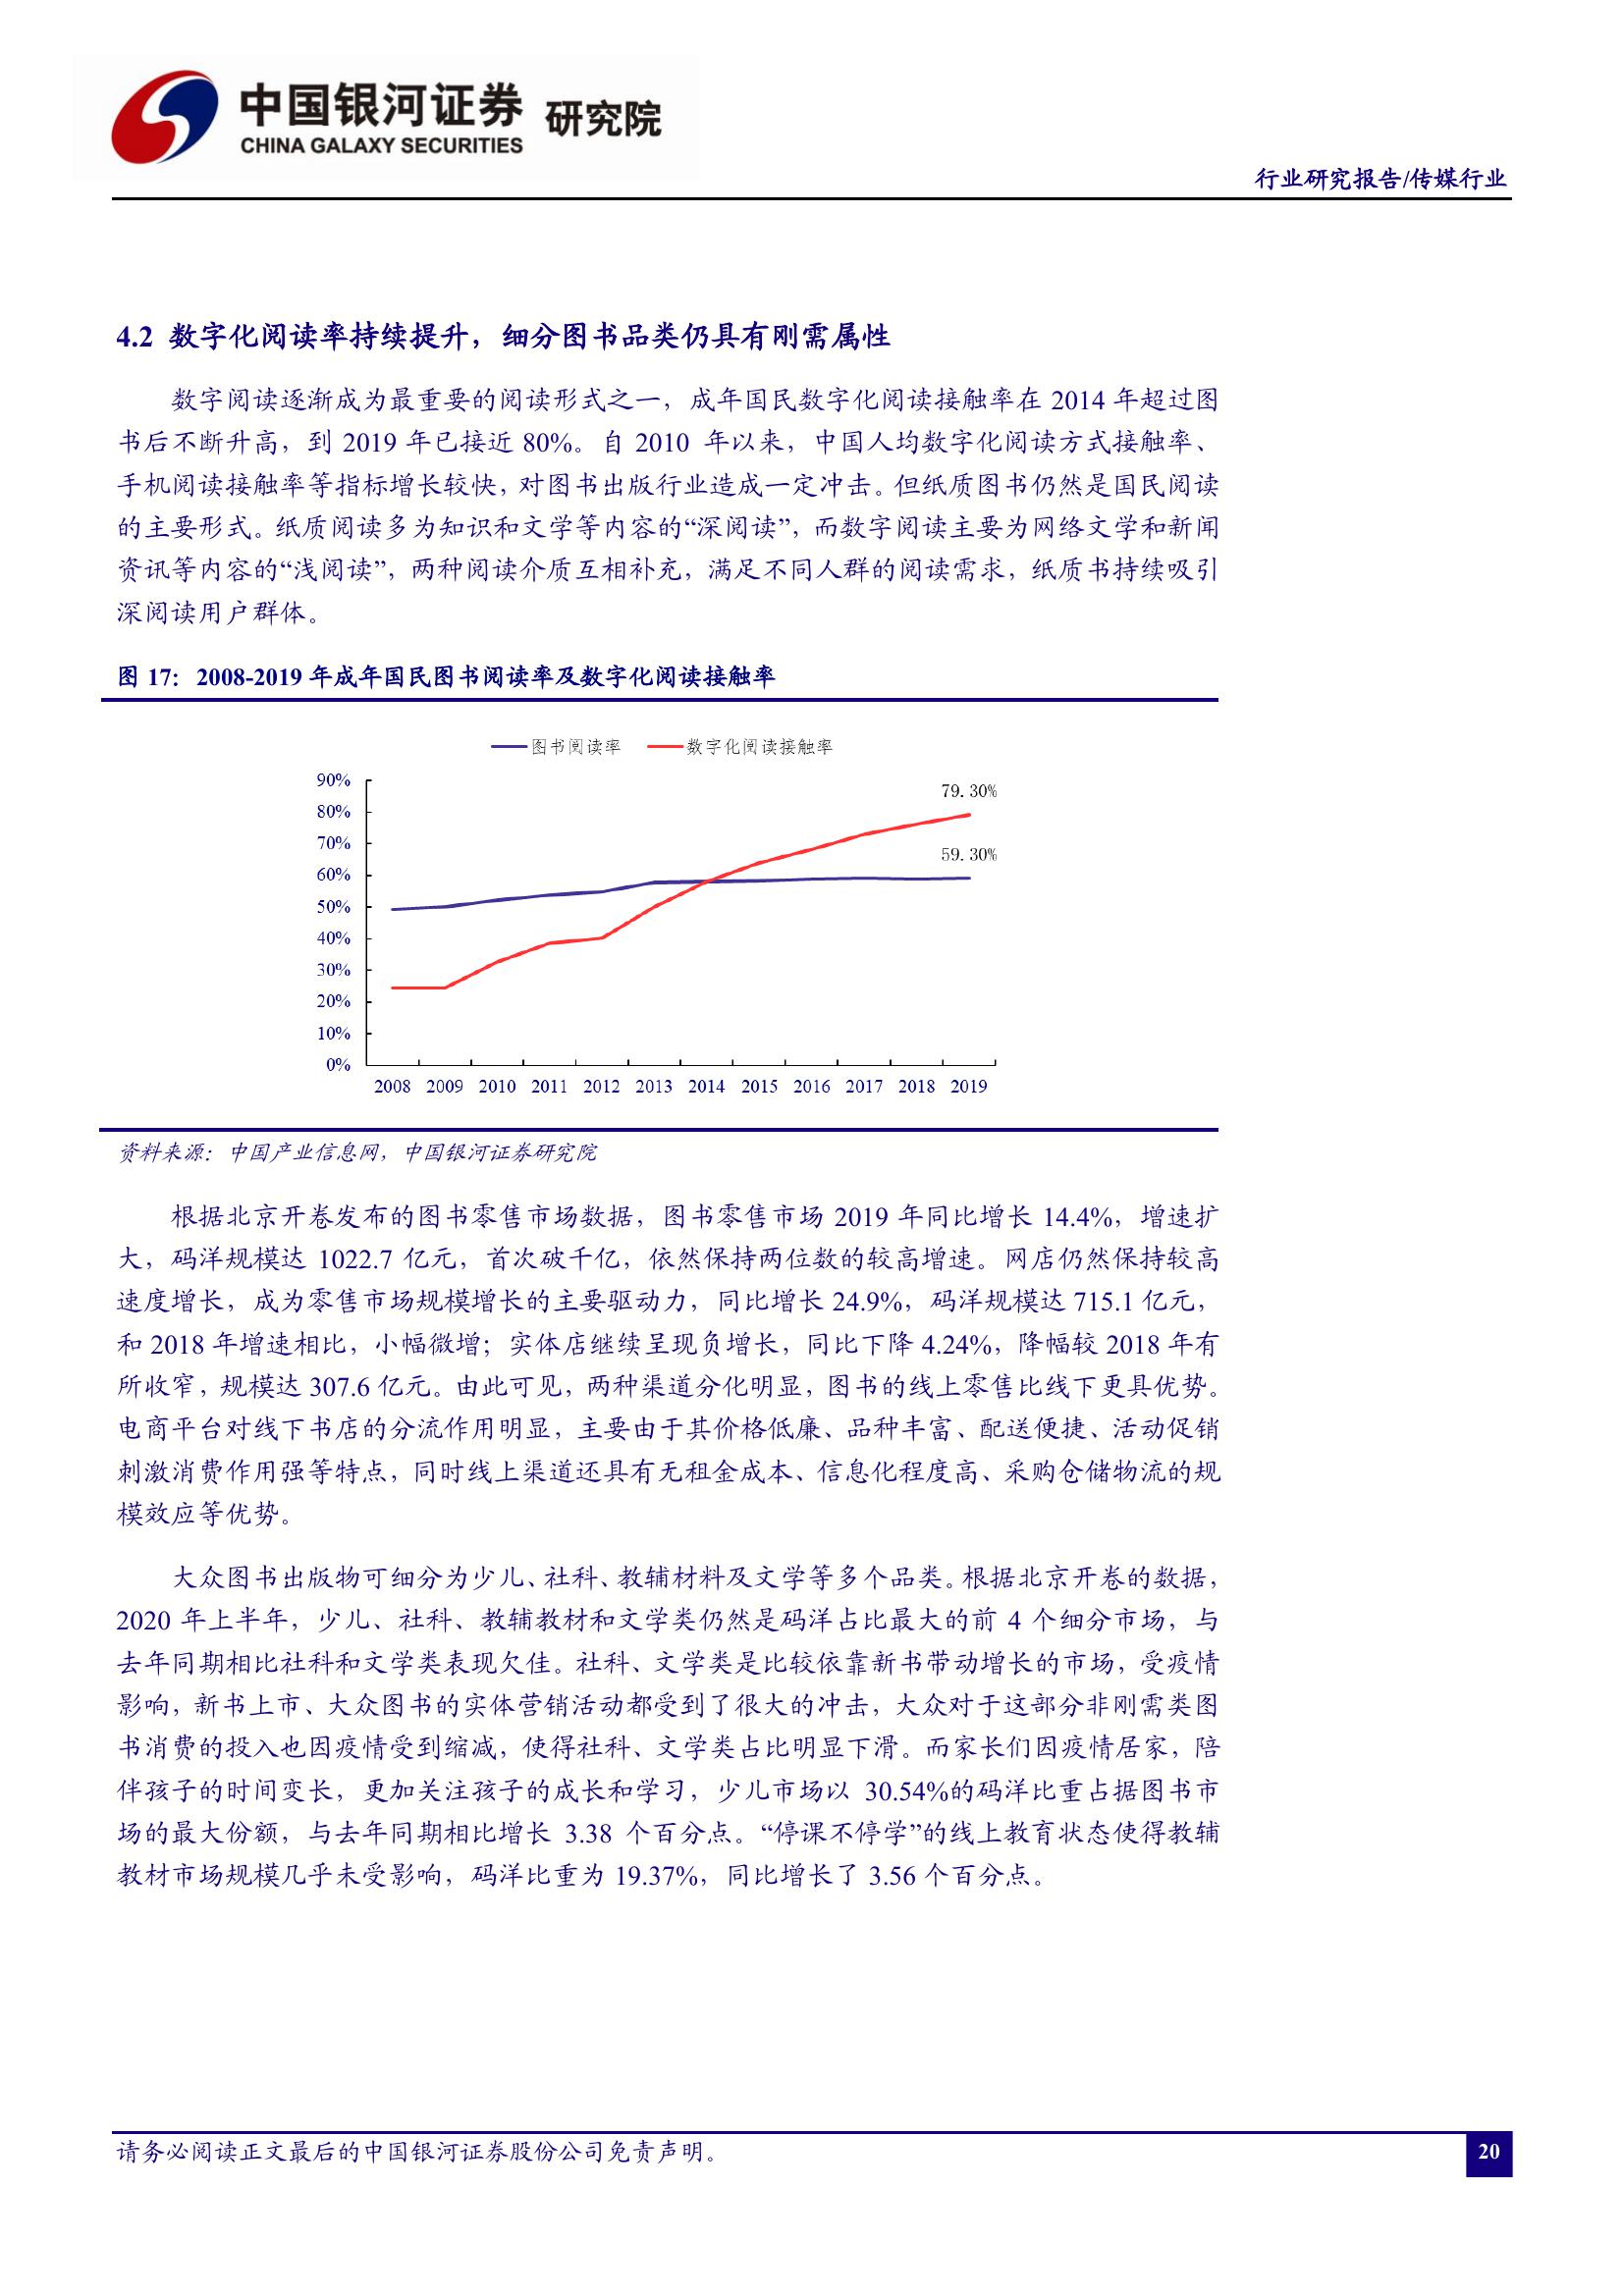 中国银河证券 研究院
CHINA GALAXY SECURITIES
行业研究报告/传媒行业
4.2 数字化阅读率持续提升，细分图书品类仍具有刚需属性
数字阅读逐渐成为最重要的阅读形式之一，成年国民数字化阅读接触率在 2014 年超过图
书后不断升高，到 2019 年已接近 80%。自 2010 年以来，中国人均数字化阅读方式接触率、
手机阅读接触率等指标增长较快，对图书出版行业造成一定冲击。但纸质图书仍然是国民阅读
的主要形式。纸质阅读多为知识和文学等内容的“深阅读”，而数字阅读主要为网络文学和新闻
资讯等内容的“浅阅读”，两种阅读介质互相补充，满足不同人群的阅读需求，纸质书持续吸引
深阅读用户群体。
图 17：2008-2019 年成年国民图书阅读率及数字化阅读接触率
图书阅读率 数字化阅读接触率
90%
79.30%
80%
70%
59.30%
60%
50%
40%
30%
20%
10%
0%
2008 2009 2010 2011 2012 2013 2014 2015 2016 2017 2018 2019
资料来源：中国产业信息网，中国银河证券研究院
根据北京开卷发布的图书零售市场数据，图书零售市场 2019 年同比增长 14.4%，增速扩
大，码洋规模达 1022.7 亿元，首次破千亿，依然保持两位数的较高增速。网店仍然保持较高
速度增长，成为零售市场规模增长的主要驱动力，同比增长 24.9%，码洋规模达 715.1 亿元，
和 2018 年增速相比，小幅微增；实体店继续呈现负增长，同比下降 4.24%，降幅较 2018 年有
所收窄，规模达 307.6 亿元。由此可见，两种渠道分化明显，图书的线上零售比线下更具优势。
电商平台对线下书店的分流作用明显，主要由于其价格低廉、品种丰富、配送便捷、活动促销
刺激消费作用强等特点，同时线上渠道还具有无租金成本、信息化程度高、采购仓储物流的规
模效应等优势。
大众图书出版物可细分为少儿、社科、教辅材料及文学等多个品类。根据北京开卷的数据，
2020 年上半年，少儿、社科、教辅教材和文学类仍然是码洋占比最大的前 4 个细分市场，与
去年同期相比社科和文学类表现欠佳。社科、文学类是比较依靠新书带动增长的市场，受疫情
影响，新书上市、大众图书的实体营销活动都受到了很大的冲击，大众对于这部分非刚需类图
书消费的投入也因疫情受到缩减，使得社科、文学类占比明显下滑。而家长们因疫情居家，陪
伴孩子的时间变长，更加关注孩子的成长和学习，少儿市场以 30.54%的码洋比重占据图书市
场的最大份额，与去年同期相比增长 3.38 个百分点。“停课不停学”的线上教育状态使得教辅
教材市场规模几乎未受影响，码洋比重为 19.37%，同比增长了 3.56 个百分点。
请务必阅读正文最后的中国银河证券股份公司免责声明。
20